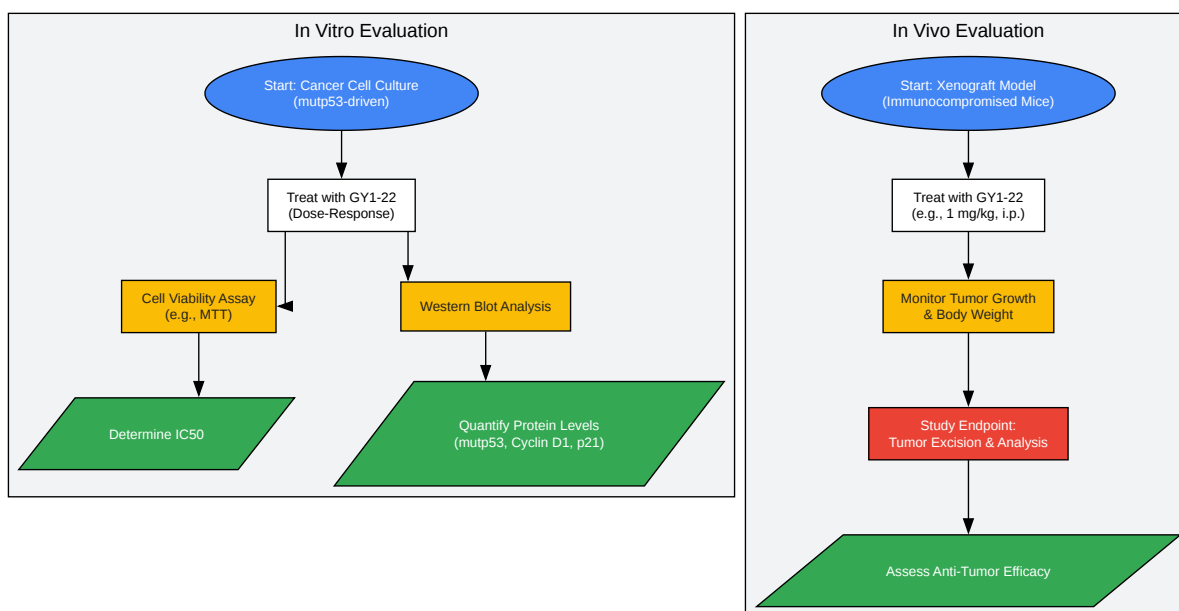 In Vitro Evaluation
Start: Cancer Cell Culture
(mutp53-driven)
Treat with GY1-22
(Dose-Response)
Cell Viability Assay
(e.g., MTT)
Western Blot Analysis
Determine IC50
Quantify Protein Levels
(mutp53, Cyclin D1, p21)
In Vivo Evaluation
Start: Xenograft Model
(Immunocompromised Mice)
Treat with GY1-22
(e.g., 1 mg/kg, i.p.)
Monitor Tumor Growth
& Body Weight
Study Endpoint:
Tumor Excision & Analysis
Assess Anti-Tumor Efficacy